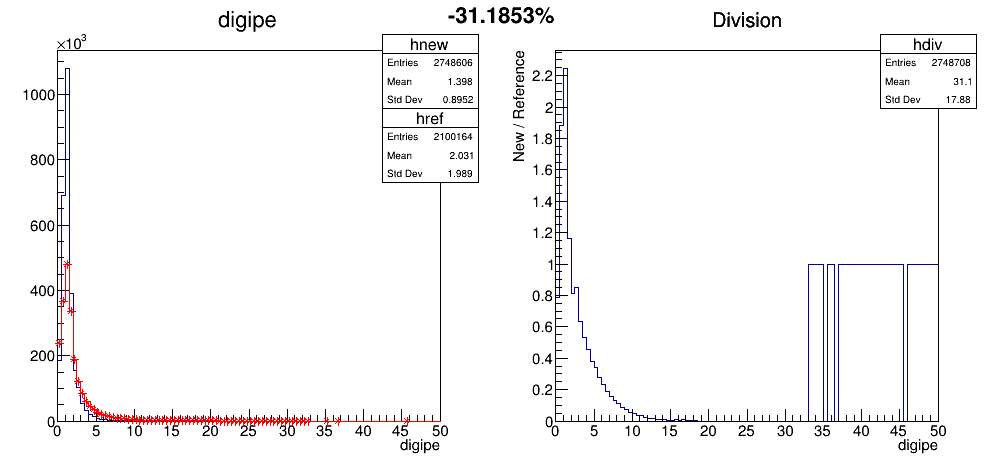 -31.1853%
digipe
×10³
1000
800
600
400
200
0
0 5 10 15 20 25 30 35 40 45 50
digipe
hnew
Entries 2748606
Mean 1.398
Std Dev 0.8952
href
Entries 2100164
Mean 2.031
Std Dev 1.989
Division
New / Reference
2.2
2
1.8
1.6
1.4
1.2
1
0.8
0.6
0.4
0.2
0
0 5 10 15 20 25 30 35 40 45 50
digipe
hdiv
Entries 2748708
Mean 31.1
Std Dev 17.88